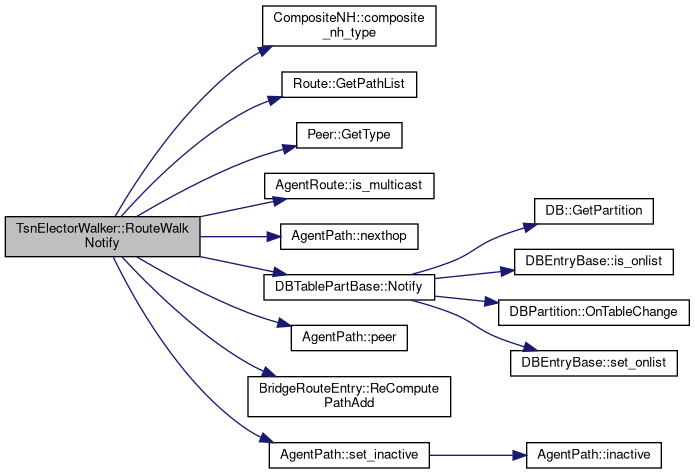 CompositeNH::composite
_nh_type
Route::GetPathList
Peer::GetType
AgentRoute::is_multicast
TsnElectorWalker::RouteWalk
Notify
AgentPath::nexthop
DBTablePartBase::Notify
DB::GetPartition
DBEntryBase::is_onlist
DBPartition::OnTableChange
DBEntryBase::set_onlist
AgentPath::peer
BridgeRouteEntry::ReCompute
PathAdd
AgentPath::set_inactive
AgentPath::inactive